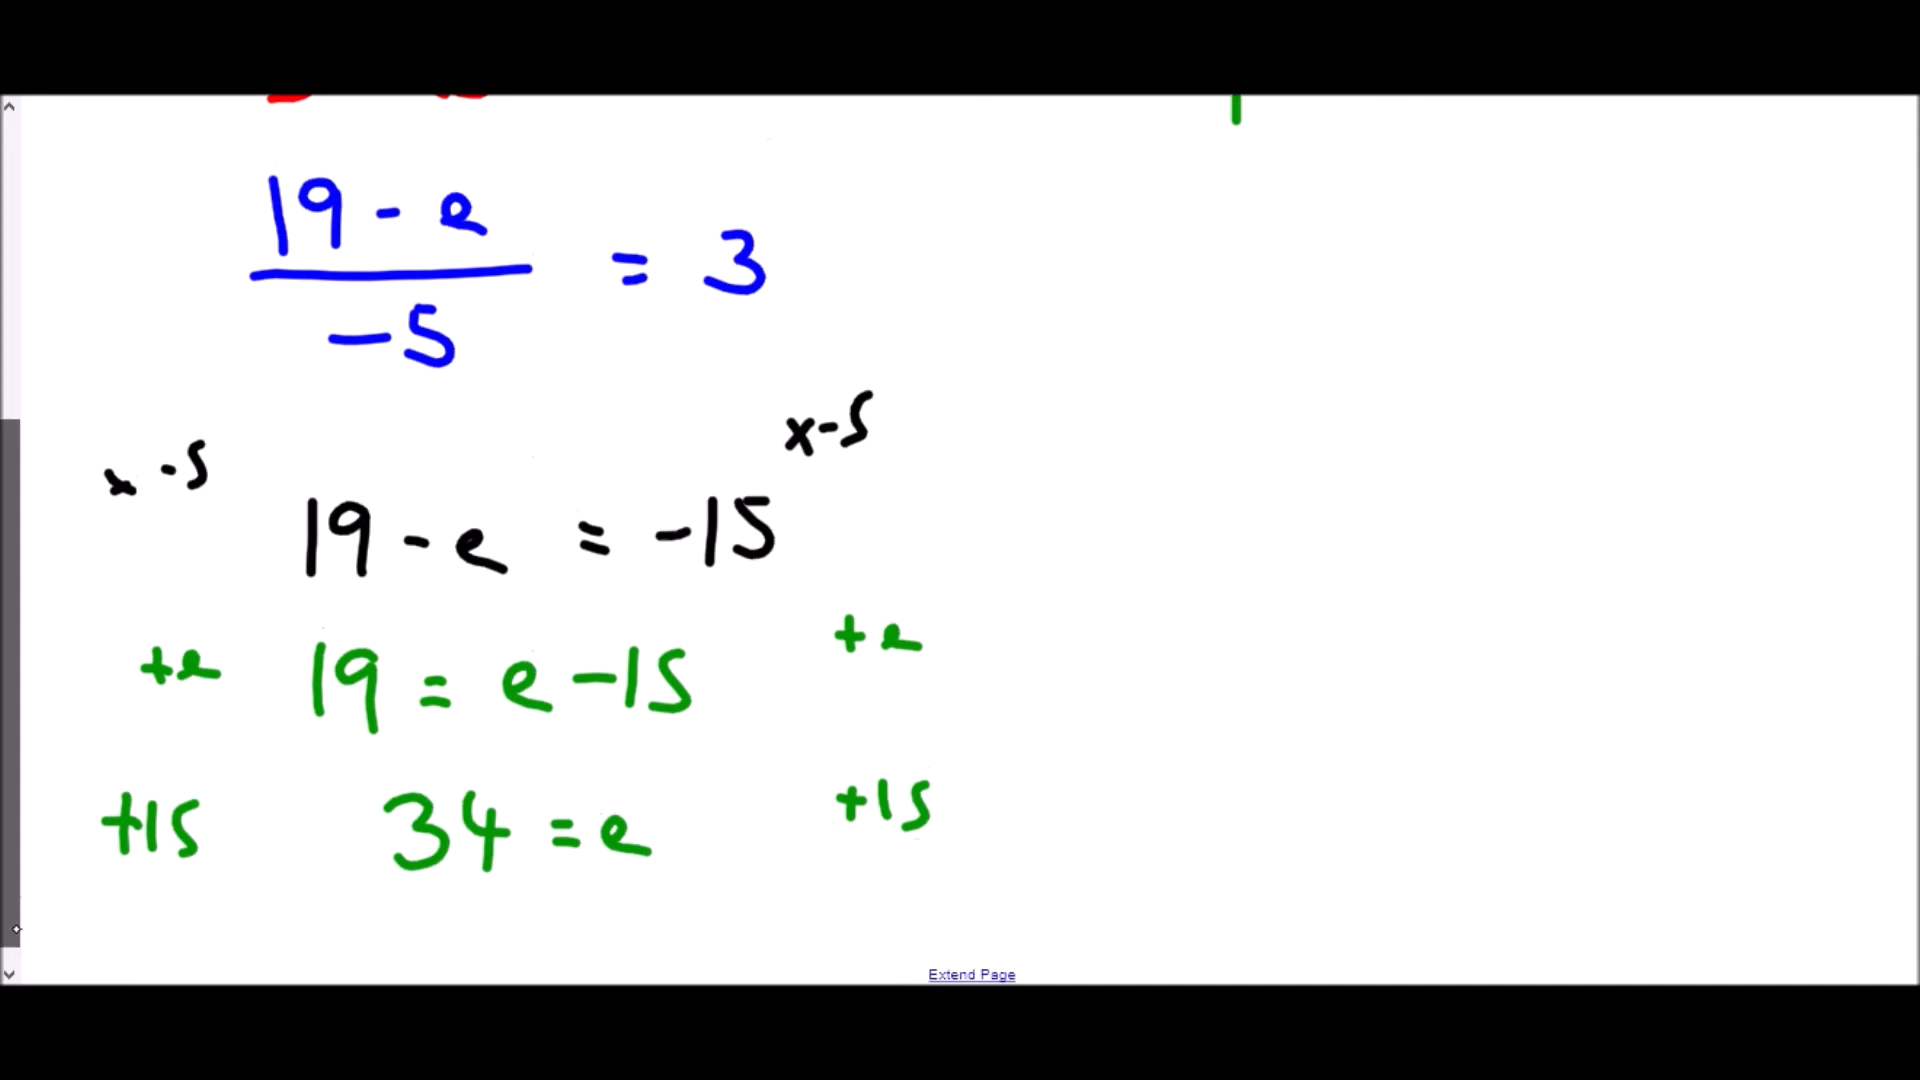 19 - e
——— = 3
-5
x -5 x-5
19 - e = -15
+e 19 = e -15 +e
+15 34 = e +15
Extend Page